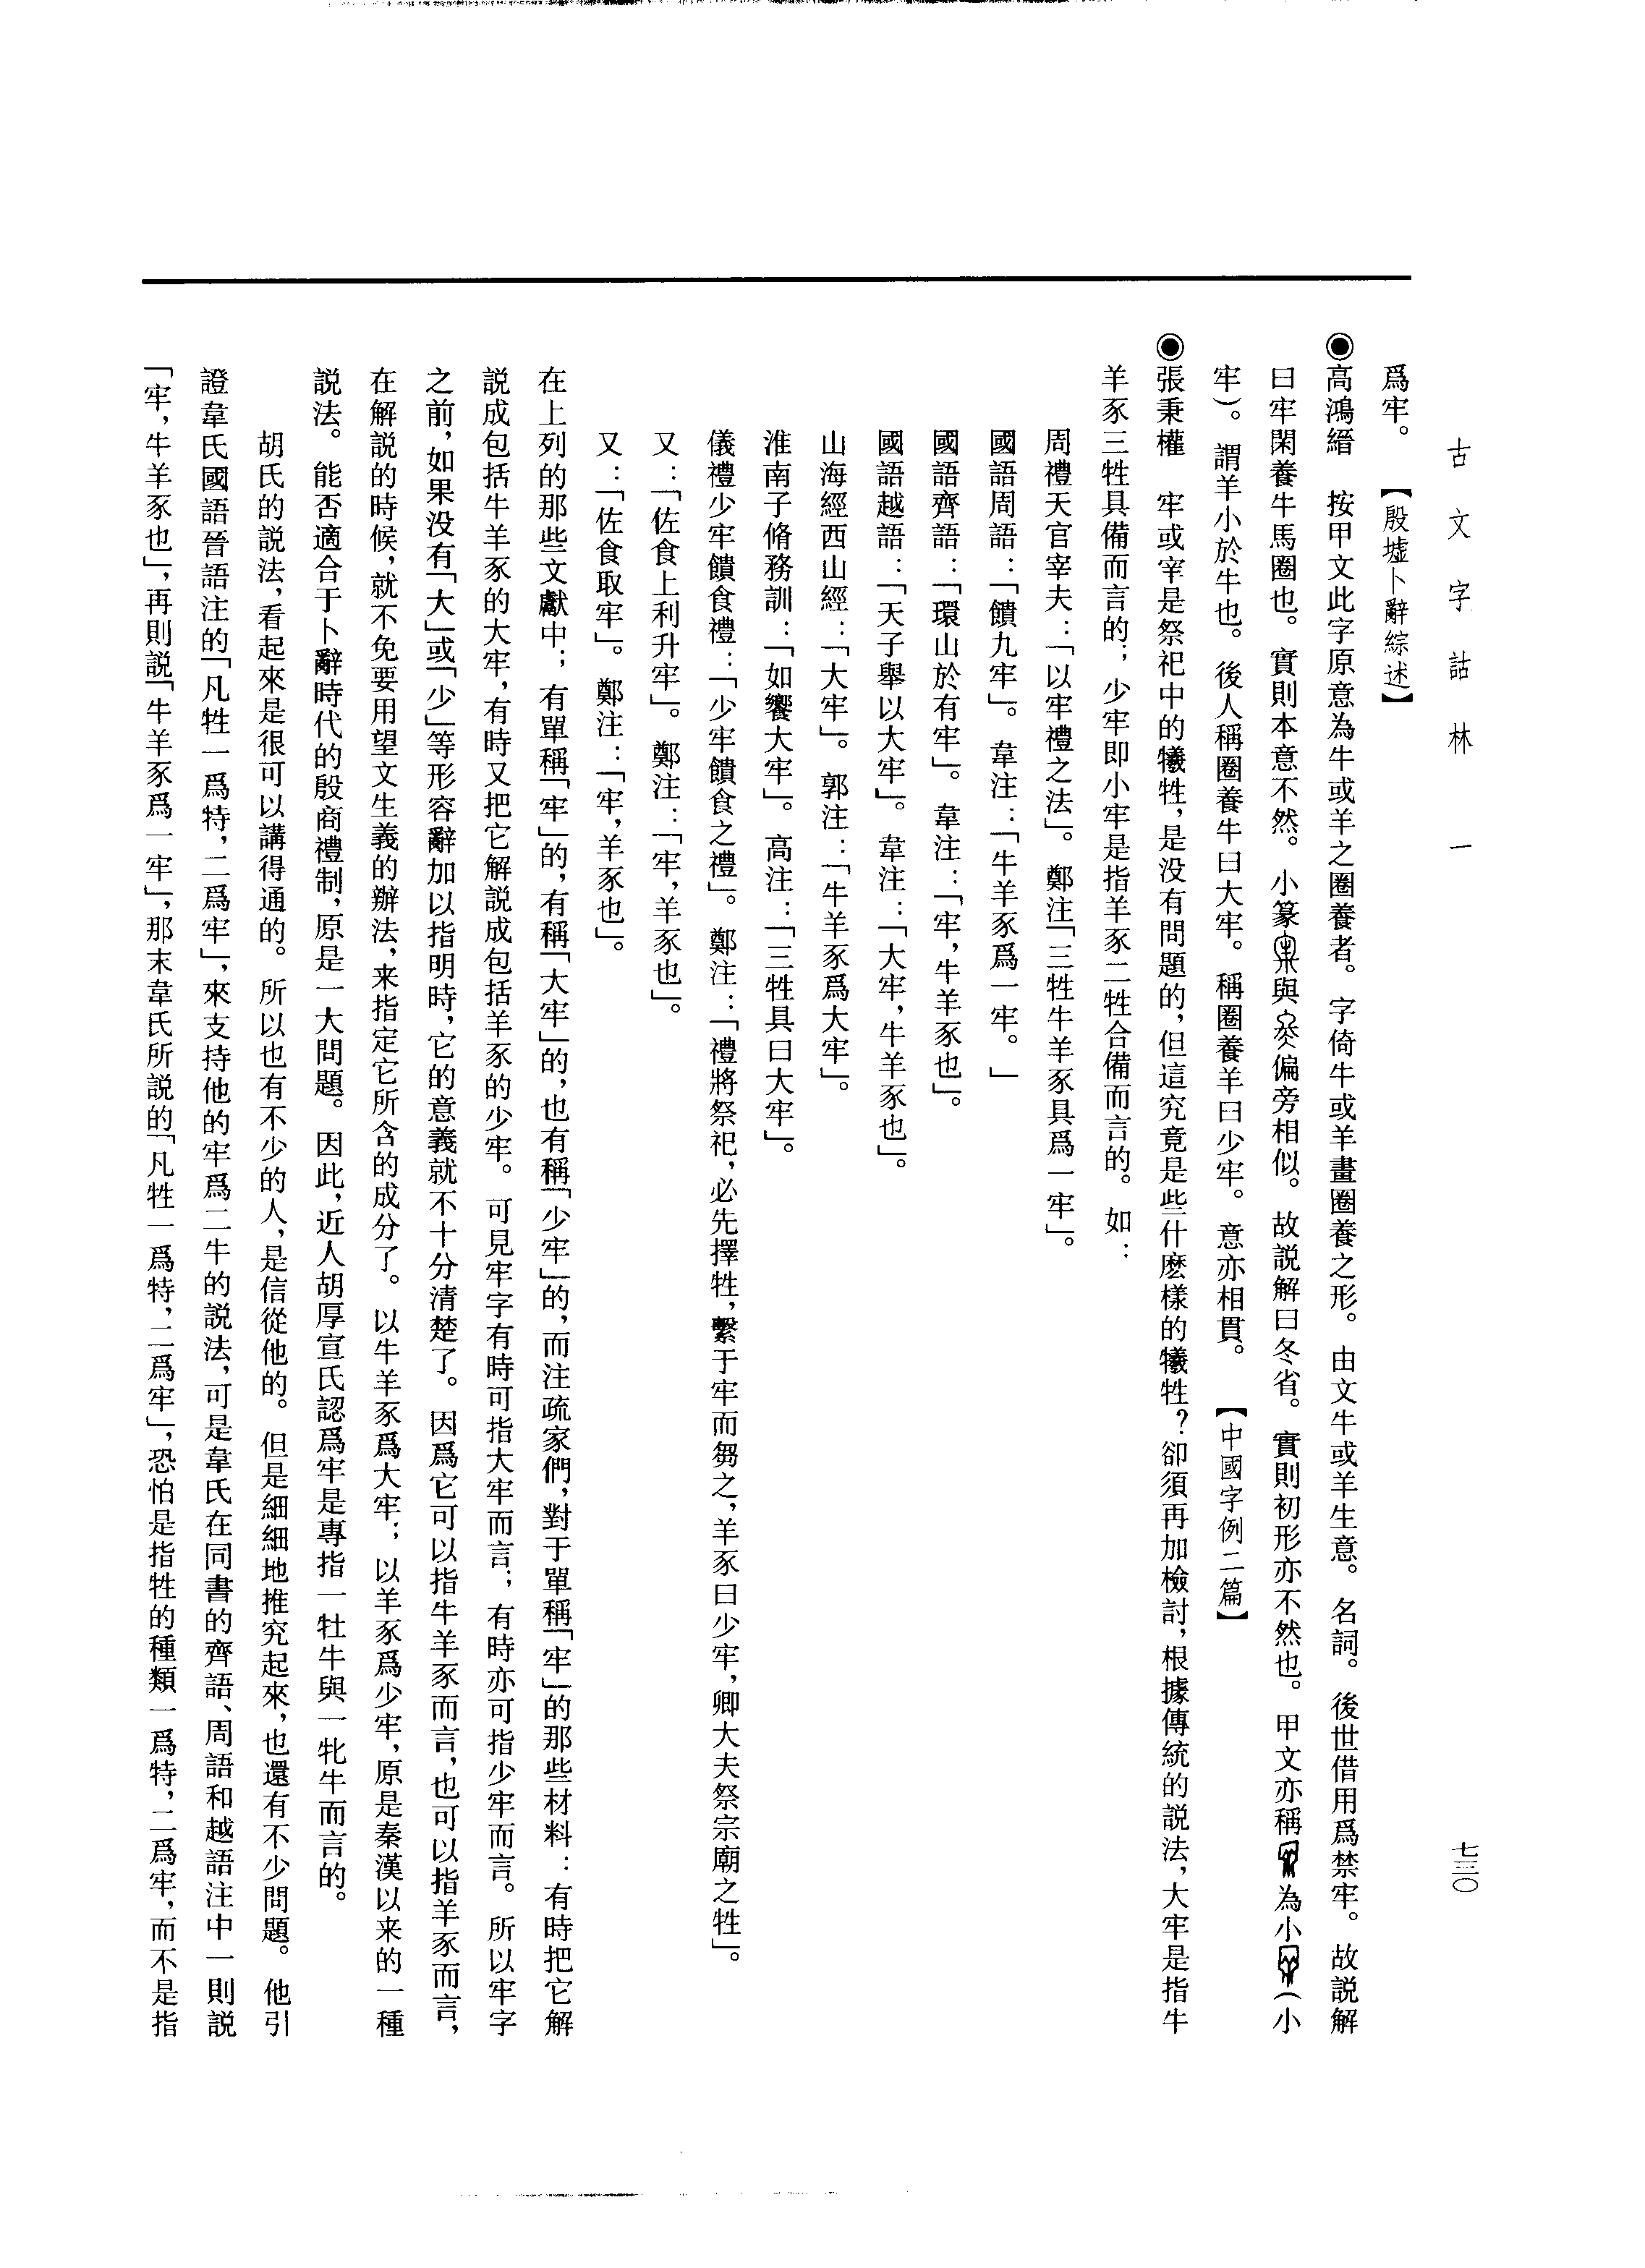 古文字詁林　一
七三〇
爲牢。【殷墟卜辭綜述】
◉高鴻縉　按甲文此字原意為牛或羊之圈養者。字倚牛或羊畫圈養之形。由文牛或羊生意。名詞。後世借用爲禁牢。故説解
曰牢閑養牛馬圈也。實則本意不然。小篆與偏旁相似。故説解曰冬省。實則初形亦不然也。甲文亦稱為小（小
牢）。謂羊小於牛也。後人稱圈養牛曰大牢。稱圈養羊曰少牢。意亦相貫。【中國字例二篇】
◉張秉權　牢或宰是祭祀中的犧牲，是没有問題的，但這究竟是些什麽樣的犧牲？卻須再加檢討，根據傳統的説法，大牢是指牛
羊豕三牲具備而言的；少牢即小牢是指羊豕二牲合備而言的。如：
周禮天官宰夫：「以牢禮之法」。鄭注「三牲牛羊豕具爲一牢」。
國語周語：「饋九牢」。韋注：「牛羊豕爲一牢。」
國語齊語：「環山於有牢」。韋注：「牢，牛羊豕也」。
國語越語：「天子舉以大牢」。韋注：「大牢，牛羊豕也」。
山海經西山經：「大牢」。郭注：「牛羊豕爲大牢」。
淮南子脩務訓：「如饗大牢」。高注：「三牲具曰大牢」。
儀禮少牢饋食禮：「少牢饋食之禮」。鄭注：「禮將祭祀，必先擇牲，繫于牢而芻之，羊豕曰少牢，卿大夫祭宗廟之牲」。
又：「佐食上利升牢」。鄭注：「牢，羊豕也」。
又：「佐食取牢」。鄭注：「牢，羊豕也」。
在上列的那些文獻中；有單稱「牢」的，有稱「大牢」的，也有稱「少牢」的，而注疏家們，對于單稱「牢」的那些材料：有時把它解
説成包括牛羊豕的大牢，有時又把它解説成包括羊豕的少牢。可見牢字有時可指大牢而言；有時亦可指少牢而言。所以牢字
之前，如果没有「大」或「少」等形容辭加以指明時，它的意義就不十分清楚了。因爲它可以指牛羊豕而言，也可以指羊豕而言，
在解説的時候，就不免要用望文生義的辦法，来指定它所含的成分了。以牛羊豕爲大牢；以羊豕爲少牢，原是秦漢以来的一種
説法。能否適合于卜辭時代的殷商禮制，原是一大問題。因此，近人胡厚宣氏認爲牢是專指一牡牛與一牝牛而言的。
胡氏的説法，看起來是很可以講得通的。所以也有不少的人，是信從他的。但是細細地推究起來，也還有不少問題。他引
證韋氏國語晉語注的「凡牲一爲特，二爲牢」，來支持他的牢爲二牛的説法，可是韋氏在同書的齊語、周語和越語注中一則説
「牢，牛羊豕也」，再則説「牛羊豕爲一牢」，那末韋氏所説的「凡牲一爲特，二爲牢」，恐怕是指牲的種類一爲特，二爲牢，而不是指